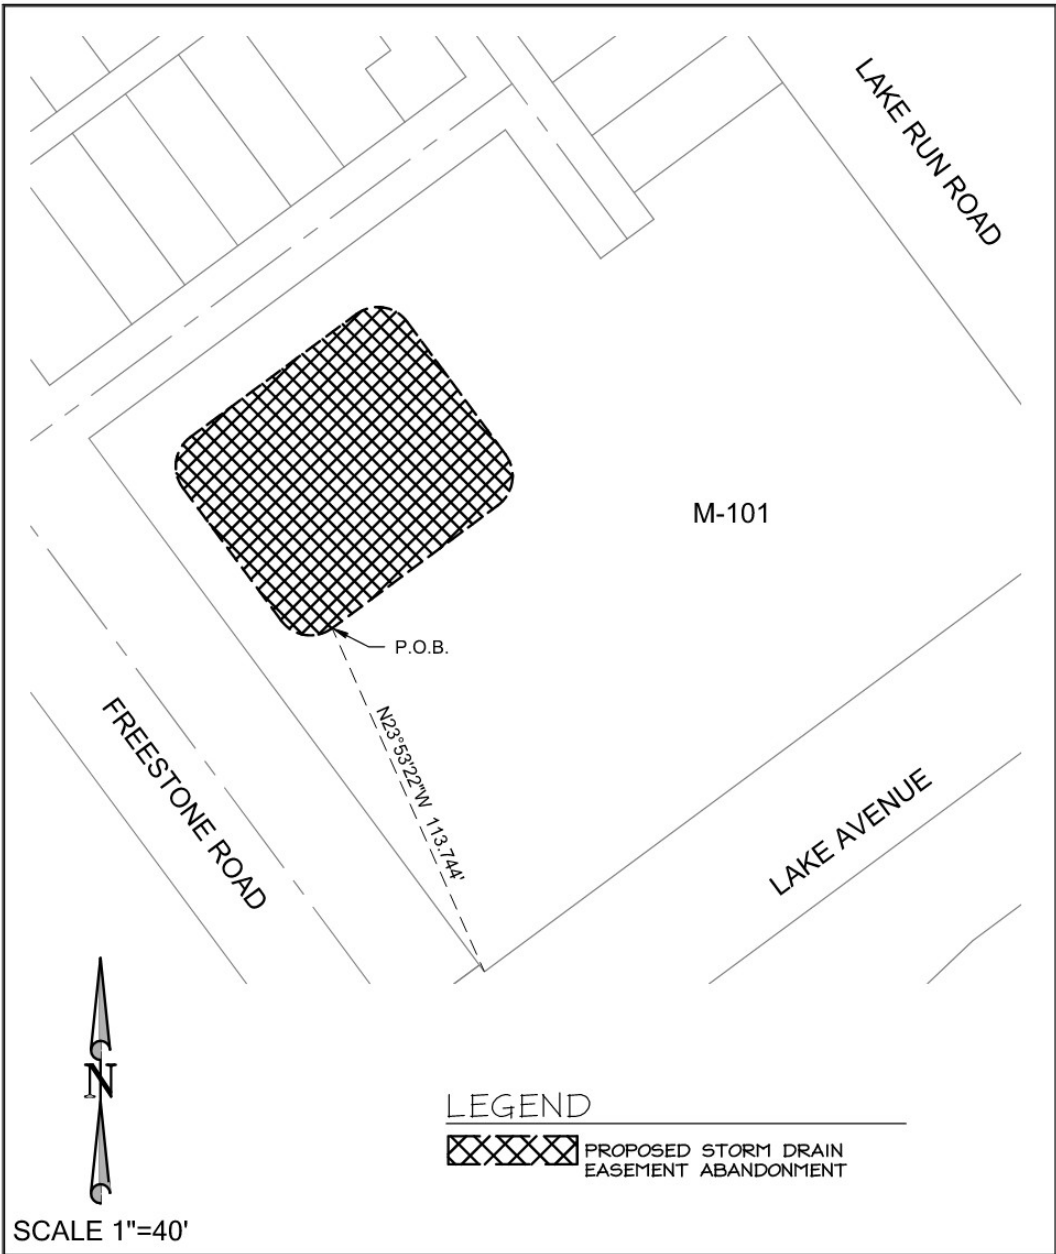 LAKE RUN ROAD
M-101
P.O.B.
N23°53'22"W 113.744'
FREESTONE ROAD
LAKE AVENUE
N
LEGEND
PROPOSED STORM DRAIN
EASEMENT ABANDONMENT
SCALE 1"=40'